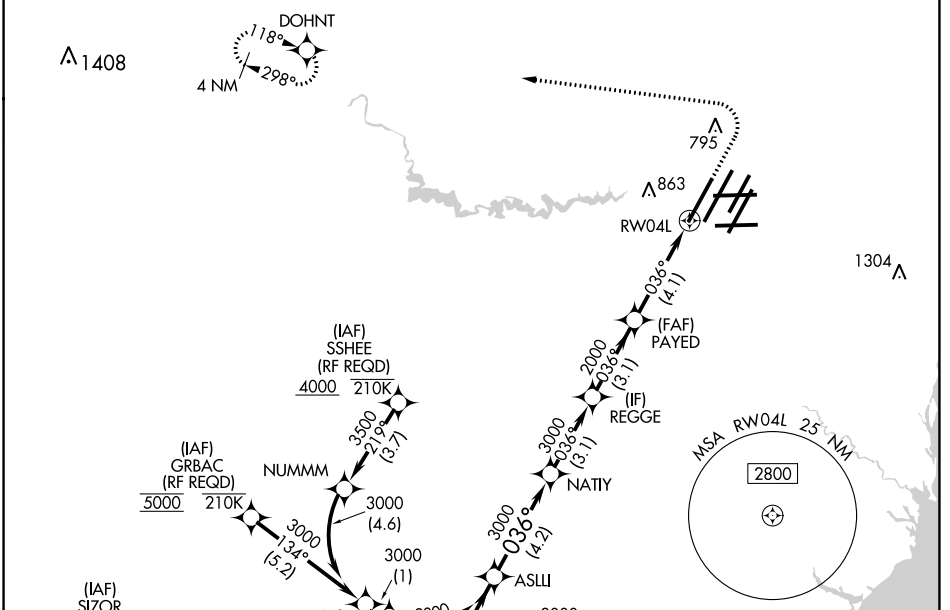 DOHNT
118°
298°
4 NM
1408
795
863
RW04L
1304
036°
(4.1)
(FAF)
PAYED
2000
036°
(3.1)
(IF)
REGGE
(IAF)
SSHEE
(RF REQD)
4000 210K
3500
219°
(3.7)
3000
036°
(3.1)
NATIY
MSA RW04L 25 NM
2800
(IAF)
GRBAC
(RF REQD)
5000 210K
NUMMM
3000
(4.6)
3000
134°
(5.2)
3000
(1)
3000
036°
(4.2)
ASLLI
(IAF)
SIZOR